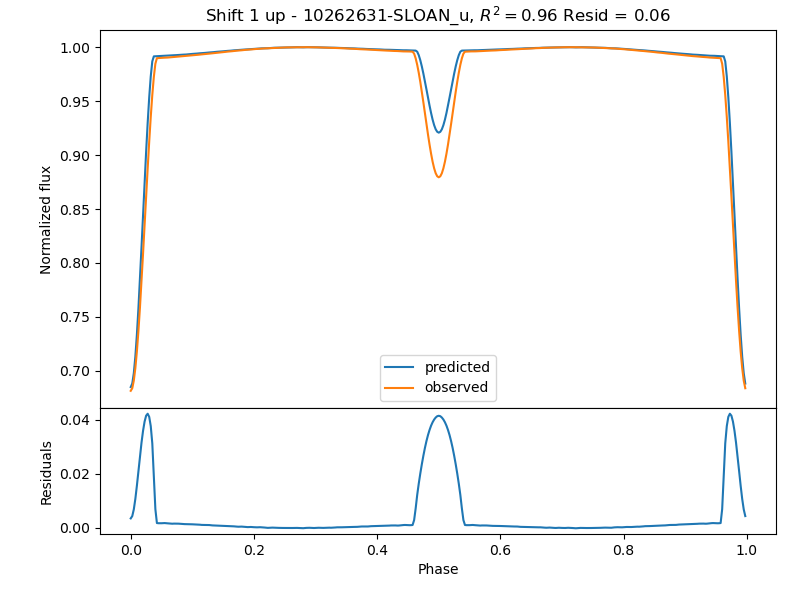 Shift 1 up - 10262631-SLOAN_u, R² = 0.96 Resid = 0.06
1.00
0.95
0.90
0.85
0.80
0.75
0.70
Normalized flux
predicted
observed
0.04
0.02
0.00
Residuals
0.0 0.2 0.4 0.6 0.8 1.0
Phase